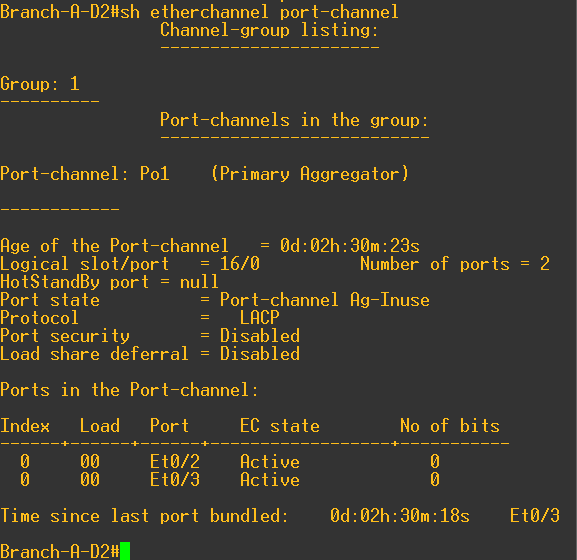 Branch-A-D2#sh etherchannel port-channel
Channel-group listing:
----------------------
Group: 1
----------
Port-channels in the group:
---------------------------
Port-channel: Po1    (Primary Aggregator)
------------
Age of the Port-channel   = 0d:02h:30m:23s
Logical slot/port   = 16/0          Number of ports = 2
HotStandBy port = null
Port state          = Port-channel Ag-Inuse
Protocol            =   LACP
Port security       = Disabled
Load share deferral = Disabled
Ports in the Port-channel:
Index   Load   Port     EC state        No of bits
------+------+------+------------------+-----------
  0     00     Et0/2    Active             0
  0     00     Et0/3    Active             0
Time since last port bundled:    0d:02h:30m:18s    Et0/3
Branch-A-D2#